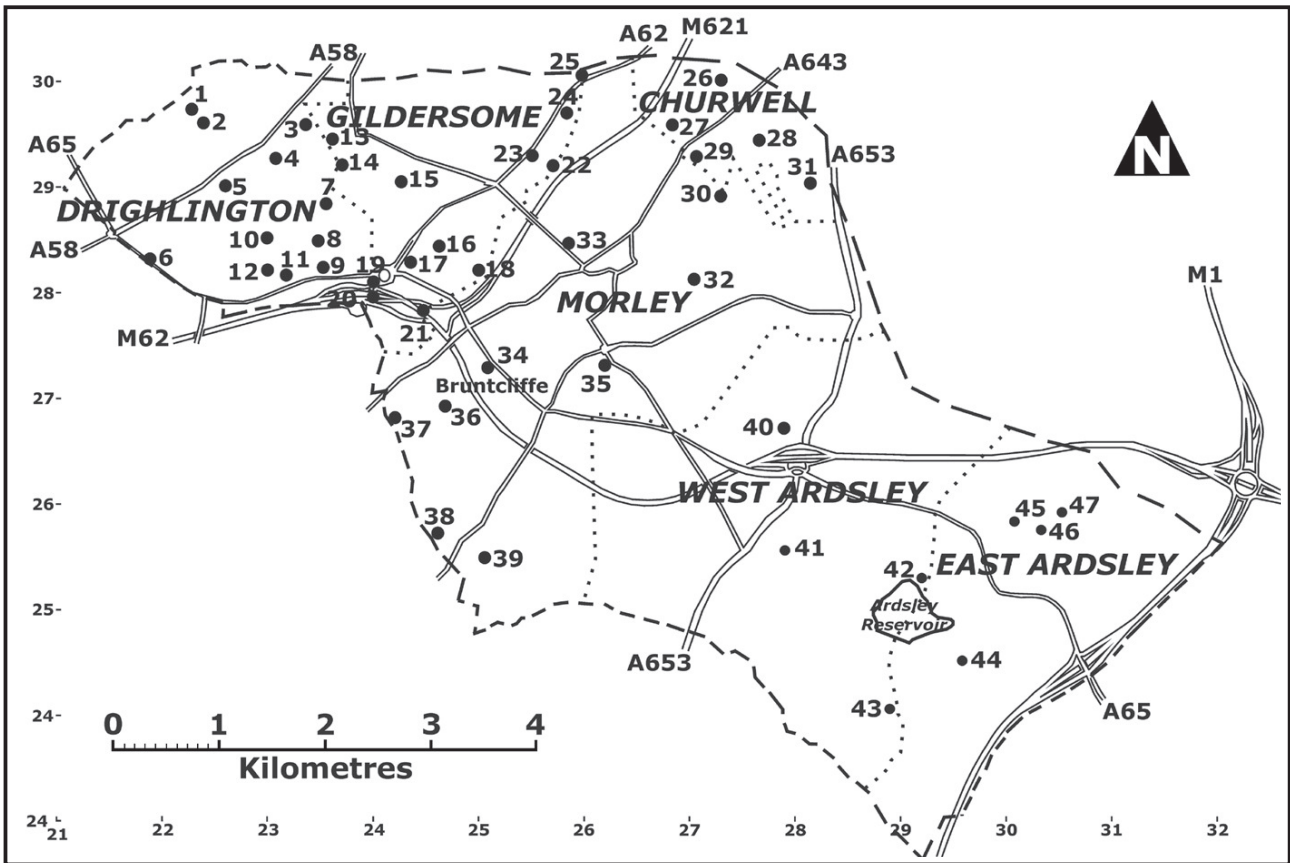 A62
M621
A58
25
30-
26
A643
1
24
CHURWELL
2
GILDERSOME
3
13
27
28
A65
4
14
23
22
29
A653
31
29-
5
7
15
30
DRIGHLINGTON
10
8
16
33
A58
6
12
11
9
19
17
18
M1
28-
20
MORLEY
32
M62
21
34
35
Bruntcliffe
27-
37
36
40
WEST ARDSLEY
26-
38
45
47
46
39
41
42
EAST ARDSLEY
25-
Ardsley
Reservoir
A653
44
24-
0 1 2 3 4
43
A65
Kilometres
24-
21 22 23 24 25 26 27 28 29 30 31 32
N